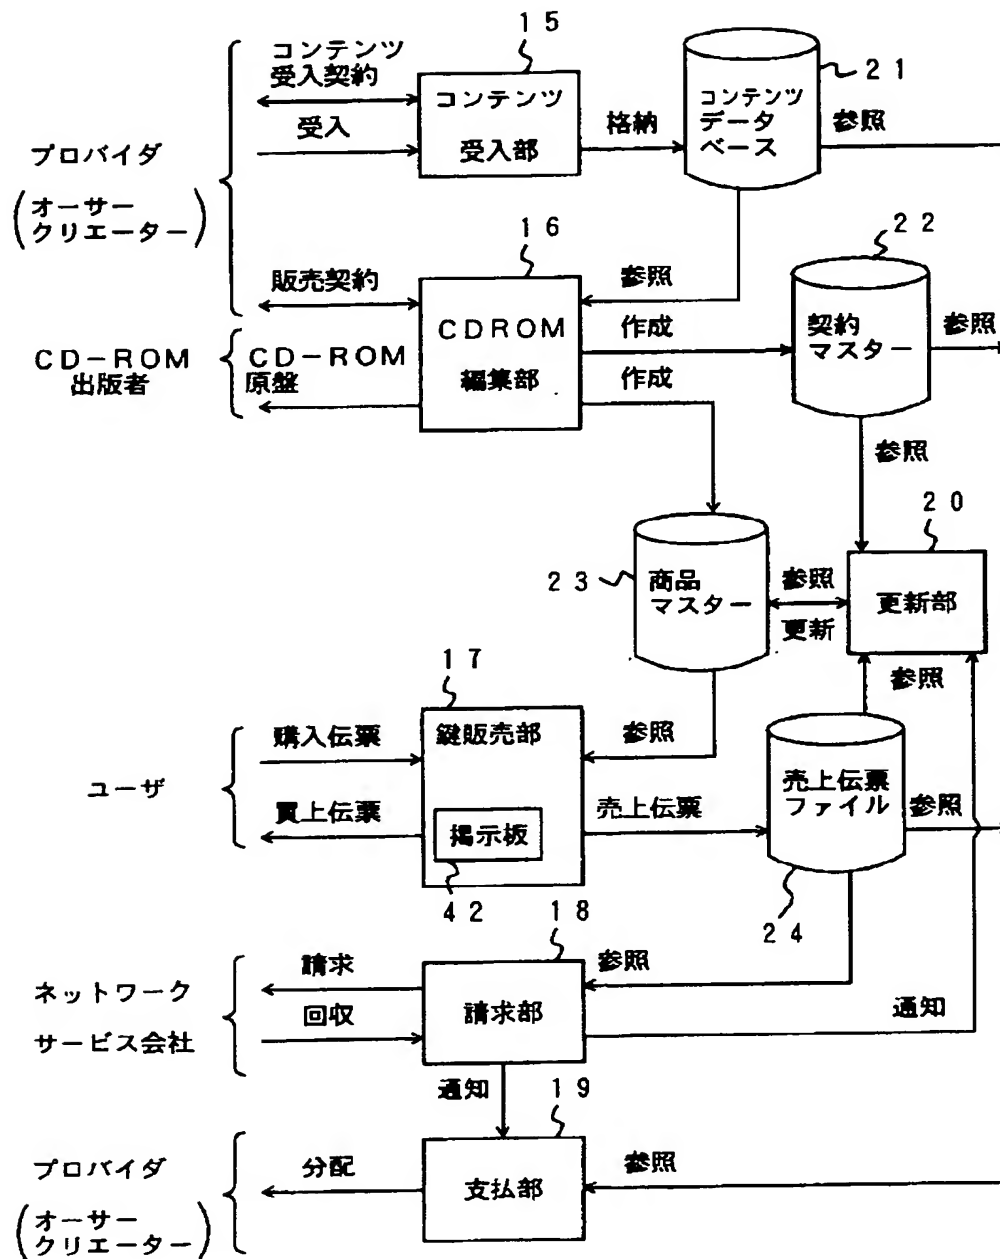 15
コンテンツ
受入契約
受入
コンテンツ
受入部
格納
コンテンツ
データ
ベース
21
参照
プロバイダ
(オーサー
クリエーター)
16
販売契約
参照
22
CDROM
編集部
作成
作成
契約
マスター
参照
CD-ROM
出版者
CD-ROM
原盤
参照
20
23
商品
マスター
参照
更新
更新部
17
参照
購入伝票
鍵販売部
参照
ユーザ
買上伝票
掲示板
売上伝票
売上伝票
ファイル
参照
42
18
24
請求
参照
ネットワーク
サービス会社
回収
請求部
通知
通知
19
プロバイダ
(オーサー
クリエーター)
分配
支払部
参照